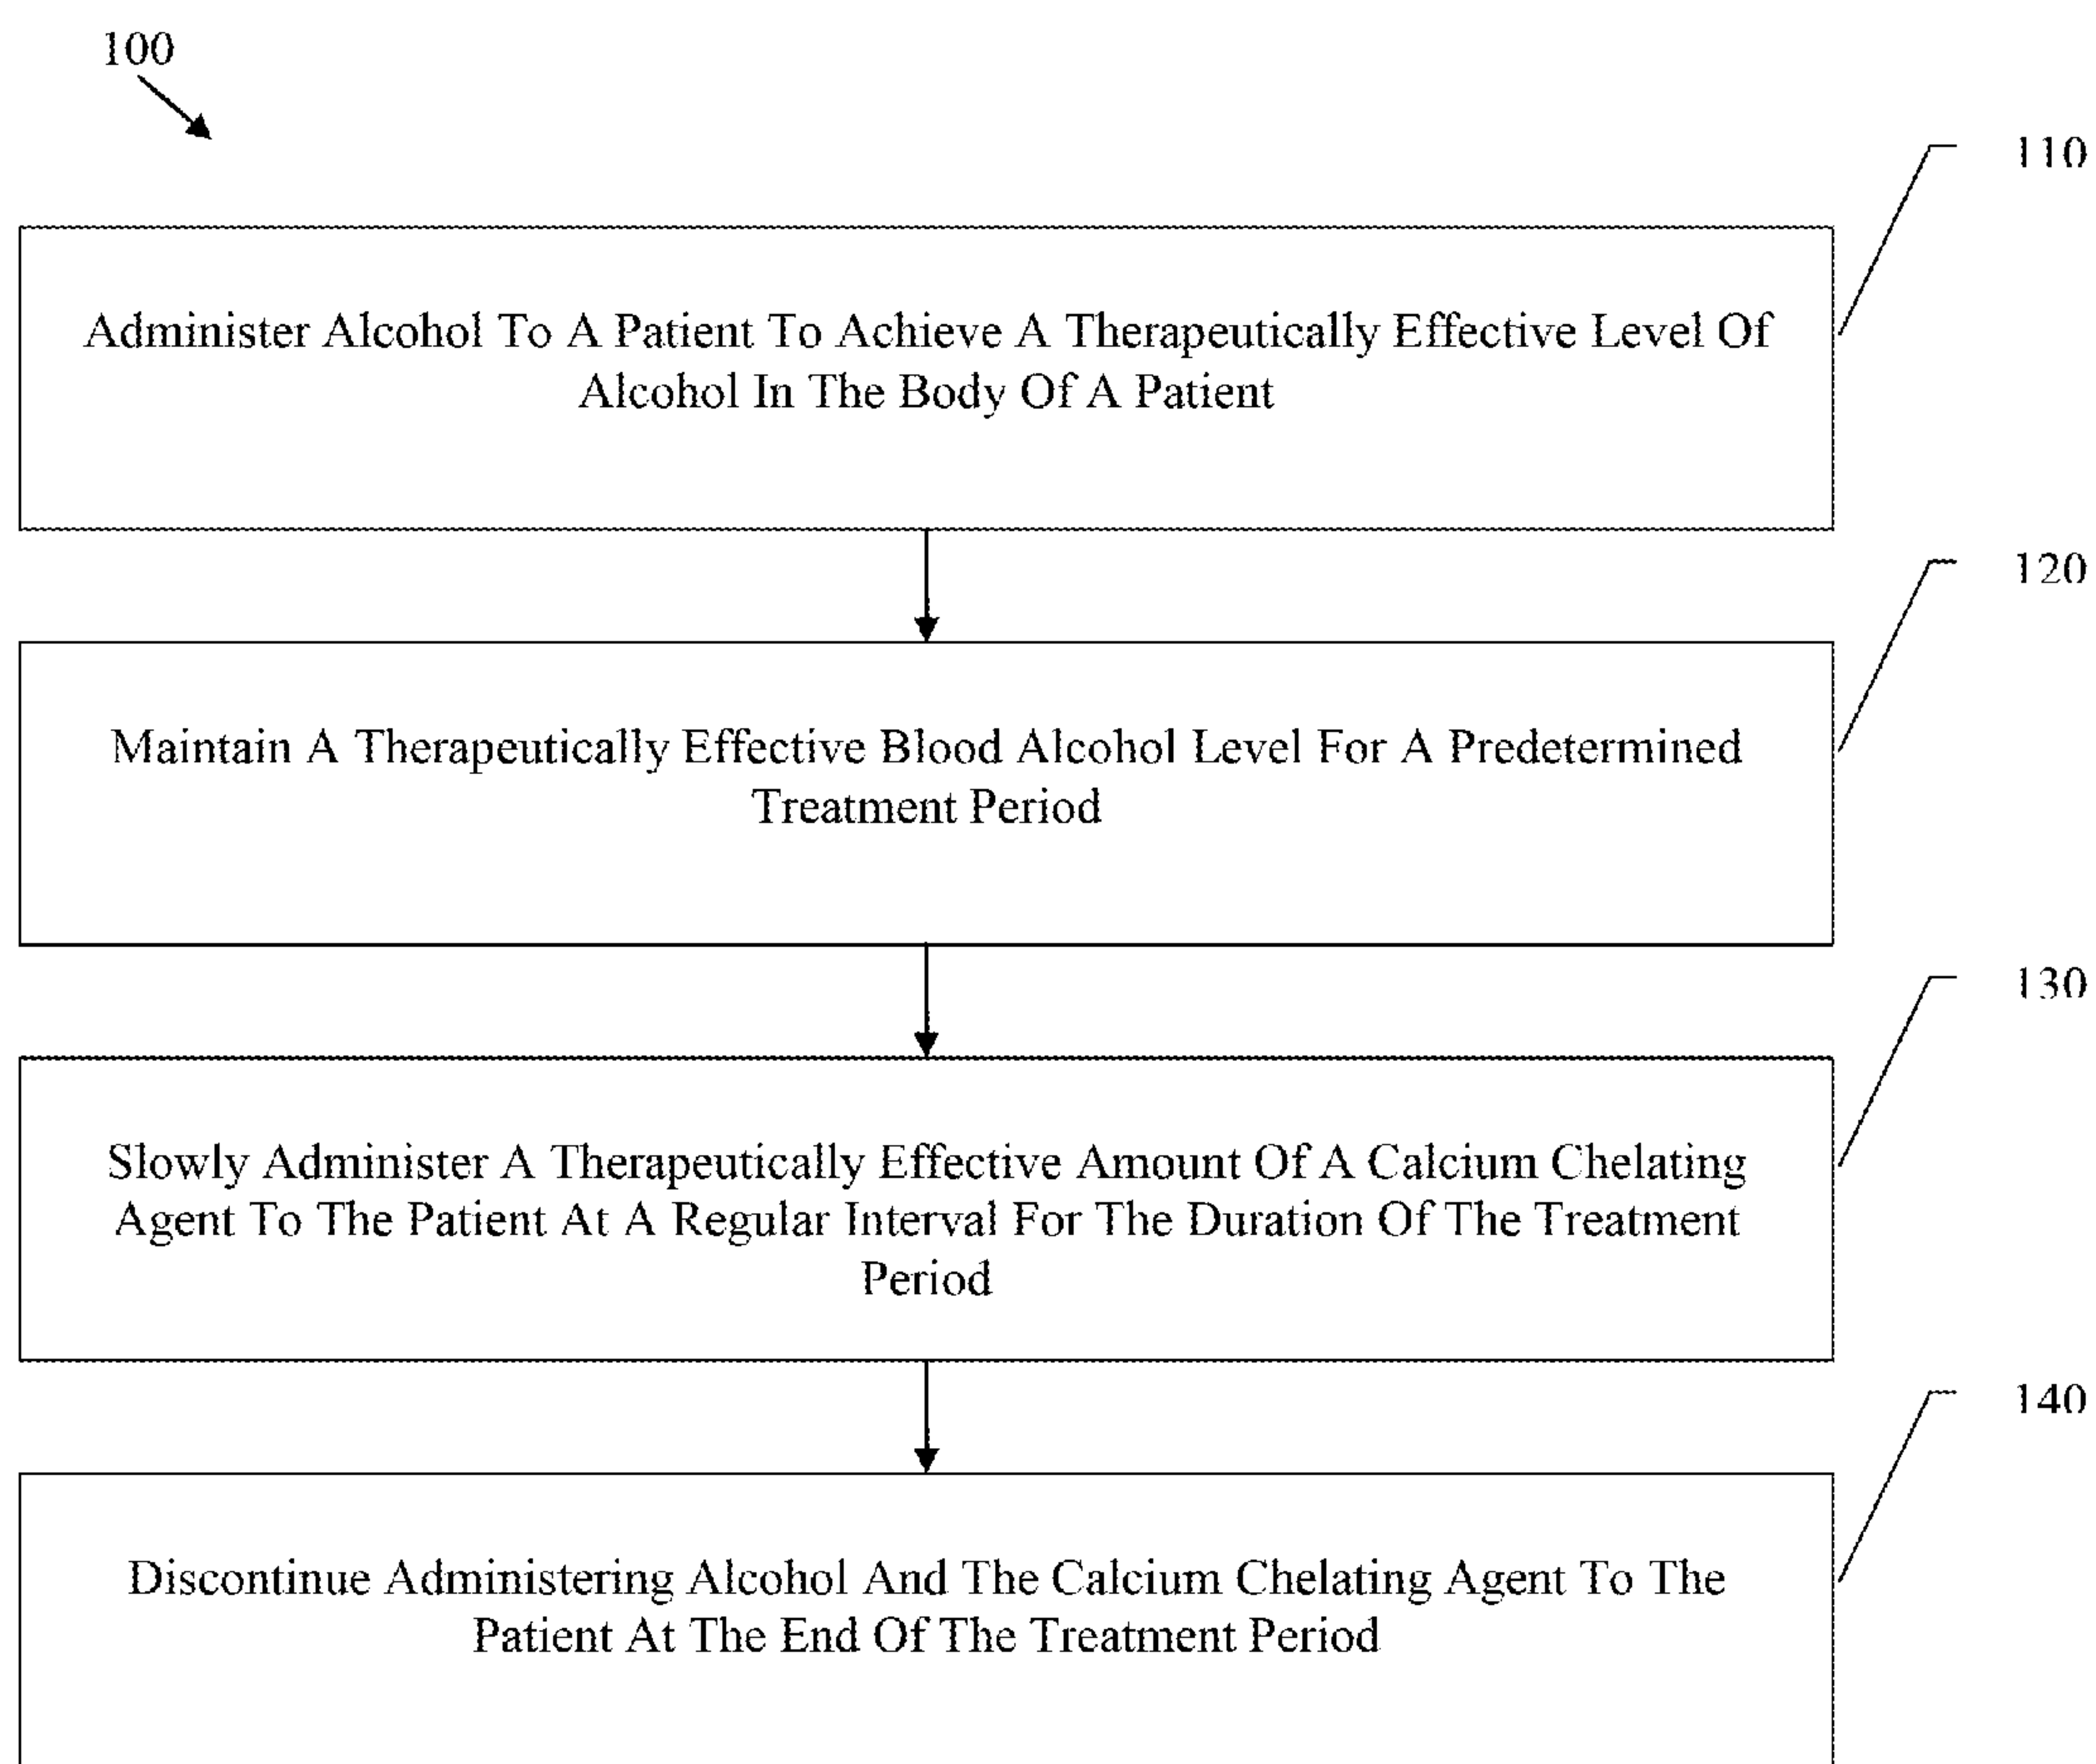 100
110
Administer Alcohol To A Patient To Achieve A Therapeutically Effective Level Of
Alcohol In The Body Of A Patient
120
Maintain A Therapeutically Effective Blood Alcohol Level For A Predetermined
Treatment Period
130
Slowly Administer A Therapeutically Effective Amount Of A Calcium Chelating
Agent To The Patient At A Regular Interval For The Duration Of The Treatment
Period
140
Discontinue Administering Alcohol And The Calcium Chelating Agent To The
Patient At The End Of The Treatment Period